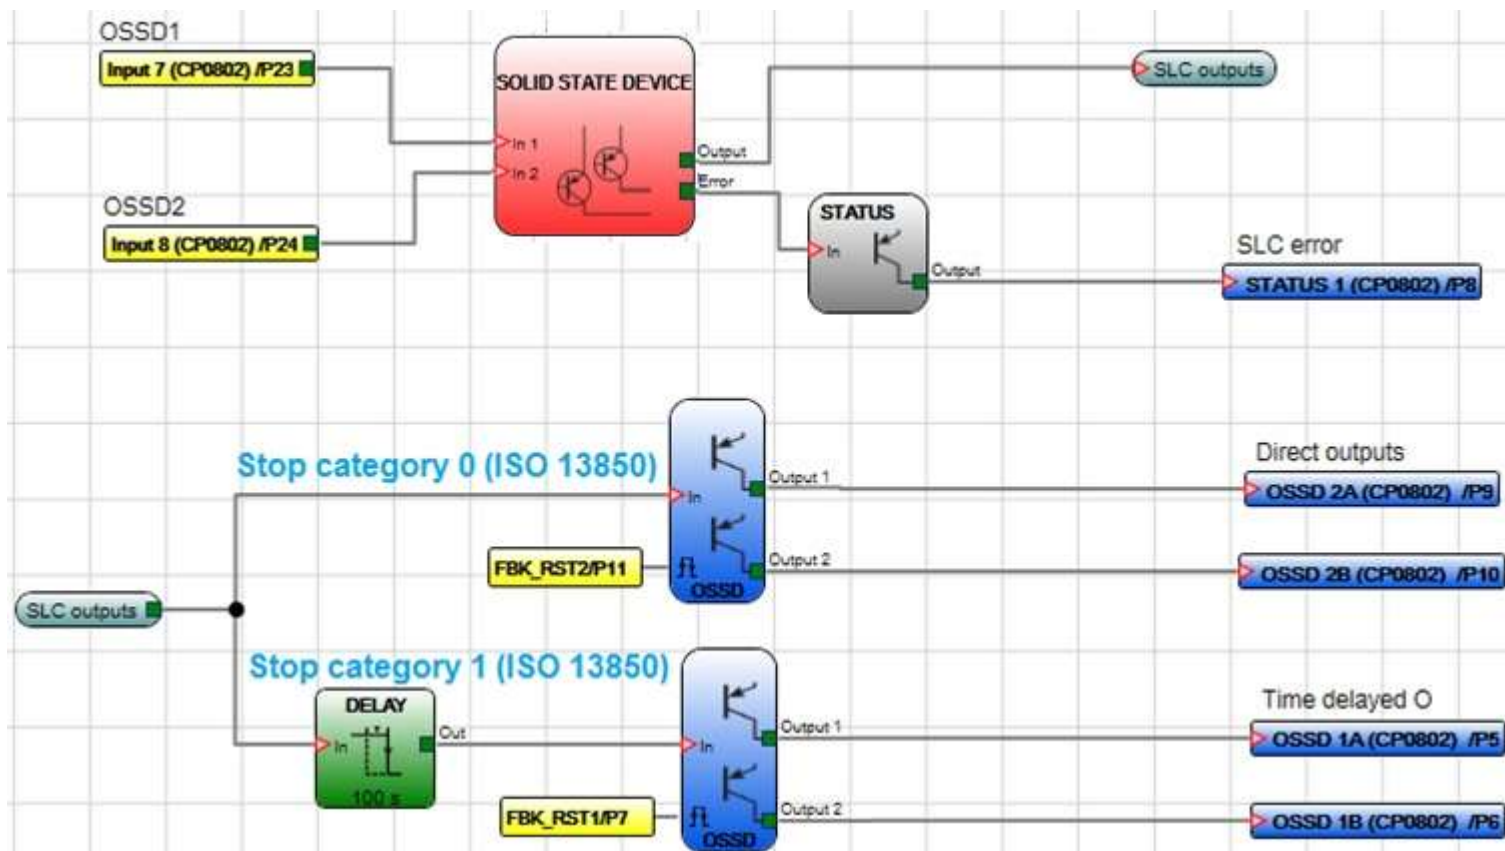 OSSD1
Input 7 (CP0802) /P23
SOLID STATE DEVICE
SLC outputs
In 1
Output
In 2
Error
OSSD2
Input 8 (CP0802) /P24
STATUS
In
Output
SLC error
STATUS 1 (CP0802) /P8
Stop category 0 (ISO 13850)
In
Output 1
Direct outputs
OSSD 2A (CP0802) /P9
FBK_RST2/P11
Output 2
OSSD
OSSD 2B (CP0802) /P10
SLC outputs
Stop category 1 (ISO 13850)
DELAY
In
Out
100 s
In
Output 1
Time delayed O
OSSD 1A (CP0802) /P5
FBK_RST1/P7
Output 2
OSSD
OSSD 1B (CP0802) /P6